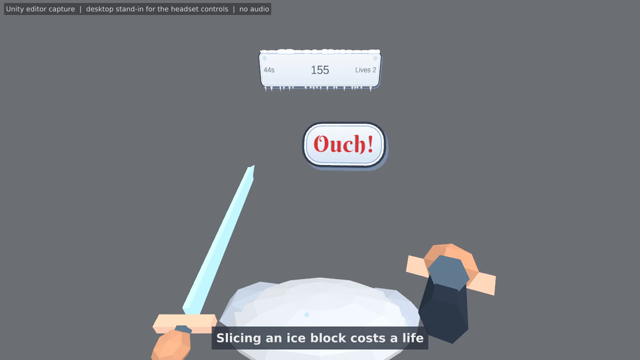 Unity editor capture | desktop stand-in for the headset controls | no audio
44s 155 Lives 2
Ouch!
Slicing an ice block costs a life